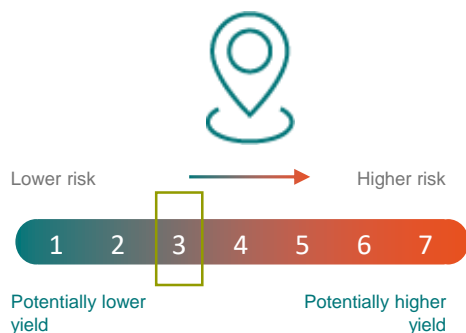 Lower risk Higher risk
1 2 3 4 5 6 7
Potentially lower Potentially higher
yield yield